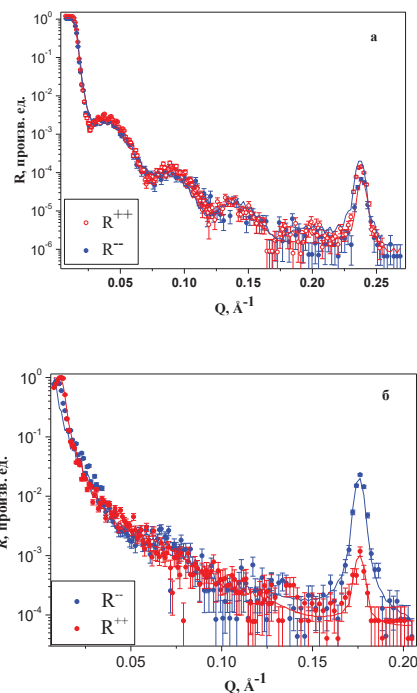 а
10⁰
10⁻¹
10⁻²
10⁻³
10⁻⁴
10⁻⁵
10⁻⁶
R, произв. ед.
R⁺⁺
R⁻⁻
0.05 0.10 0.15 0.20 0.25
Q, Å⁻¹
б
10⁰
10⁻¹
10⁻²
10⁻³
10⁻⁴
R, произв. ед.
R⁻⁻
R⁺⁺
0.05 0.10 0.15 0.20
Q, Å⁻¹